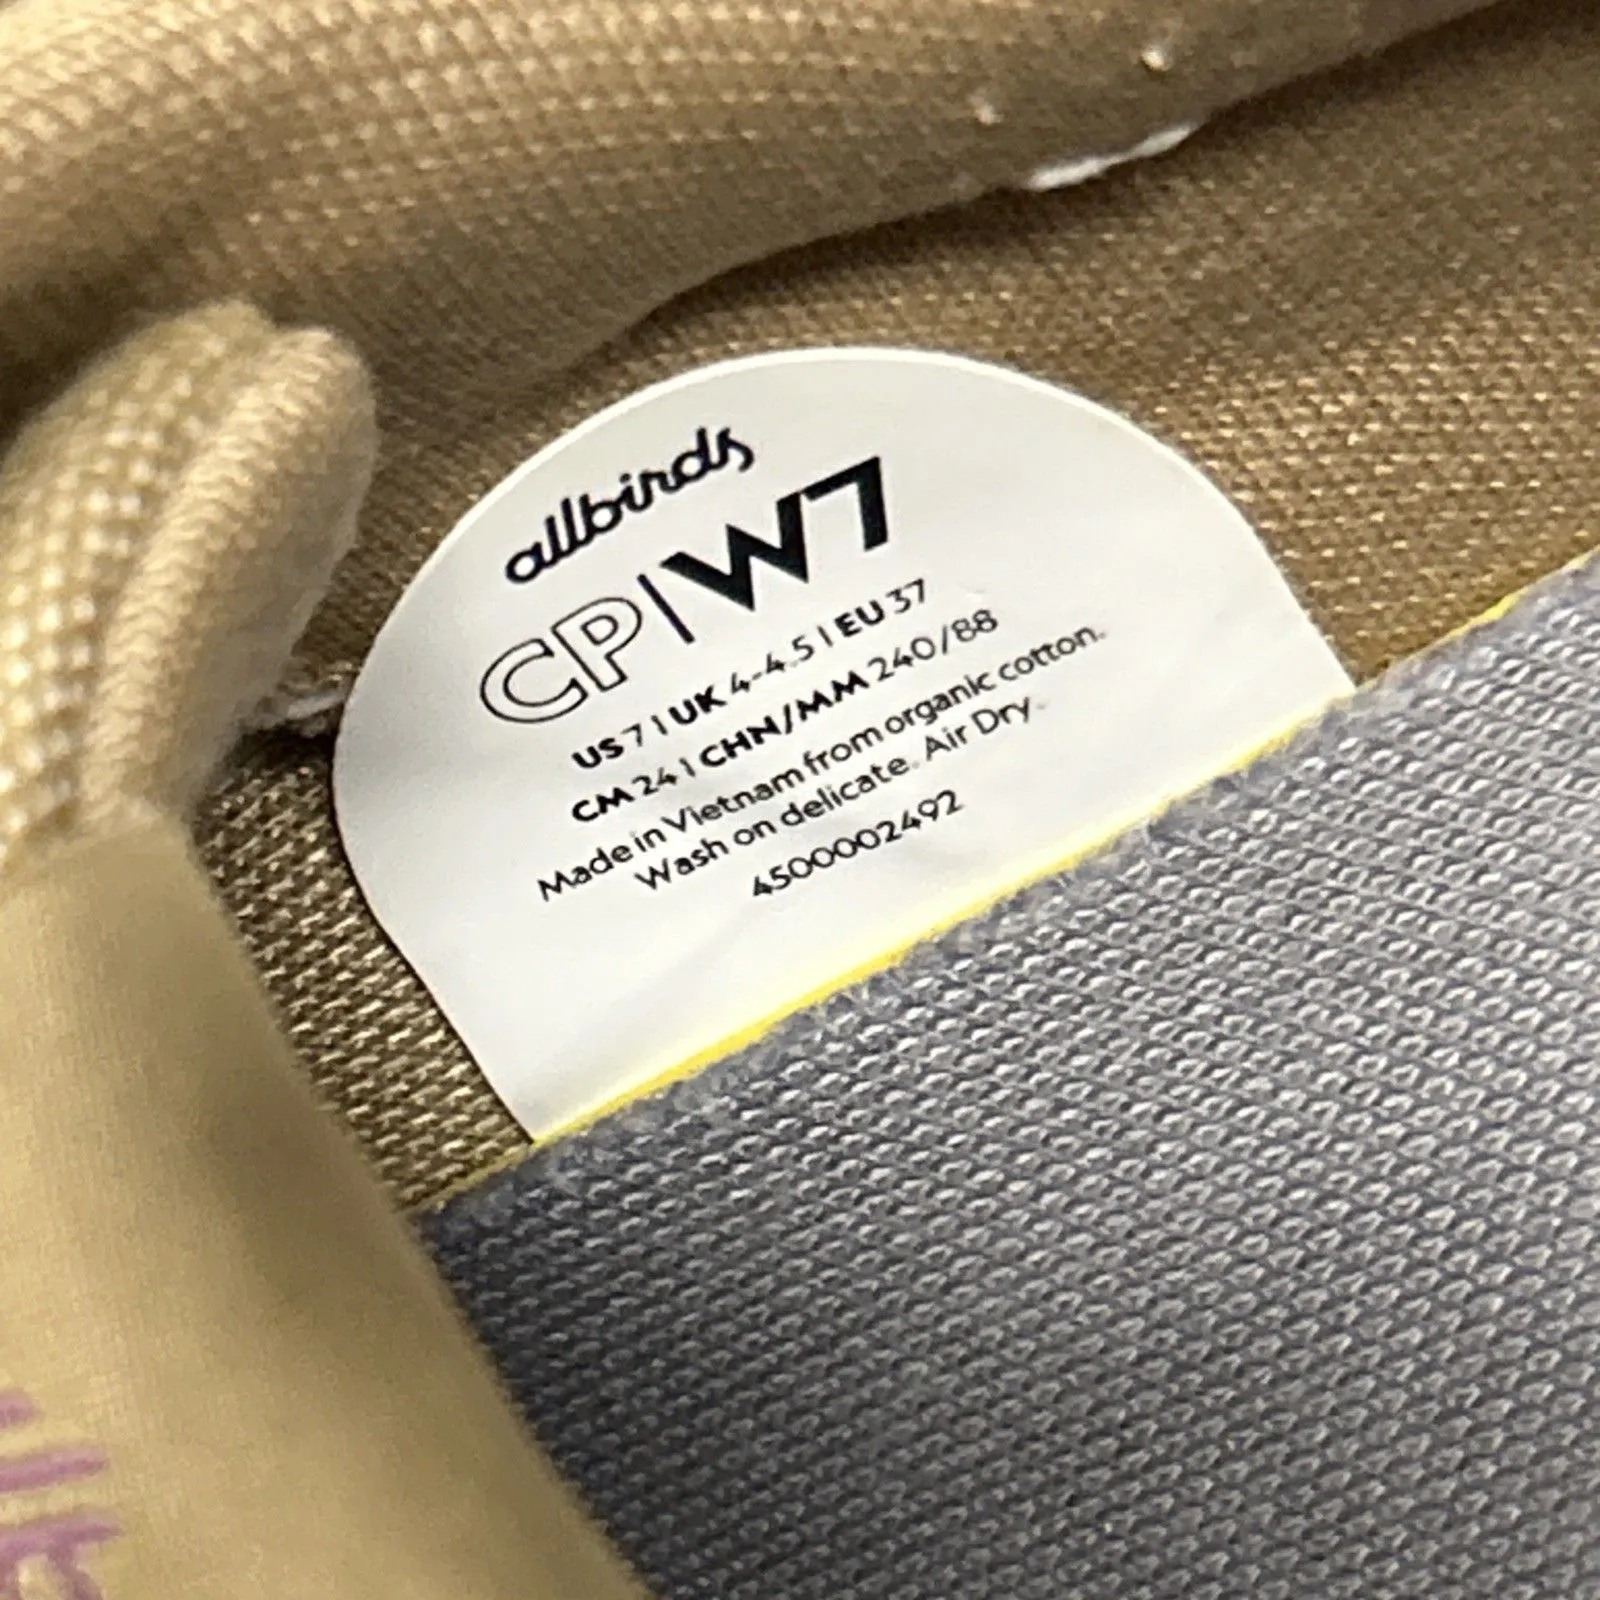 allbirds
CP|W7
US 7 | UK 4-4.5 | EU 37
CM 24 | CHN/MM 240/88
Made in Vietnam from organic cotton.
Wash on delicate. Air Dry.
4500002492